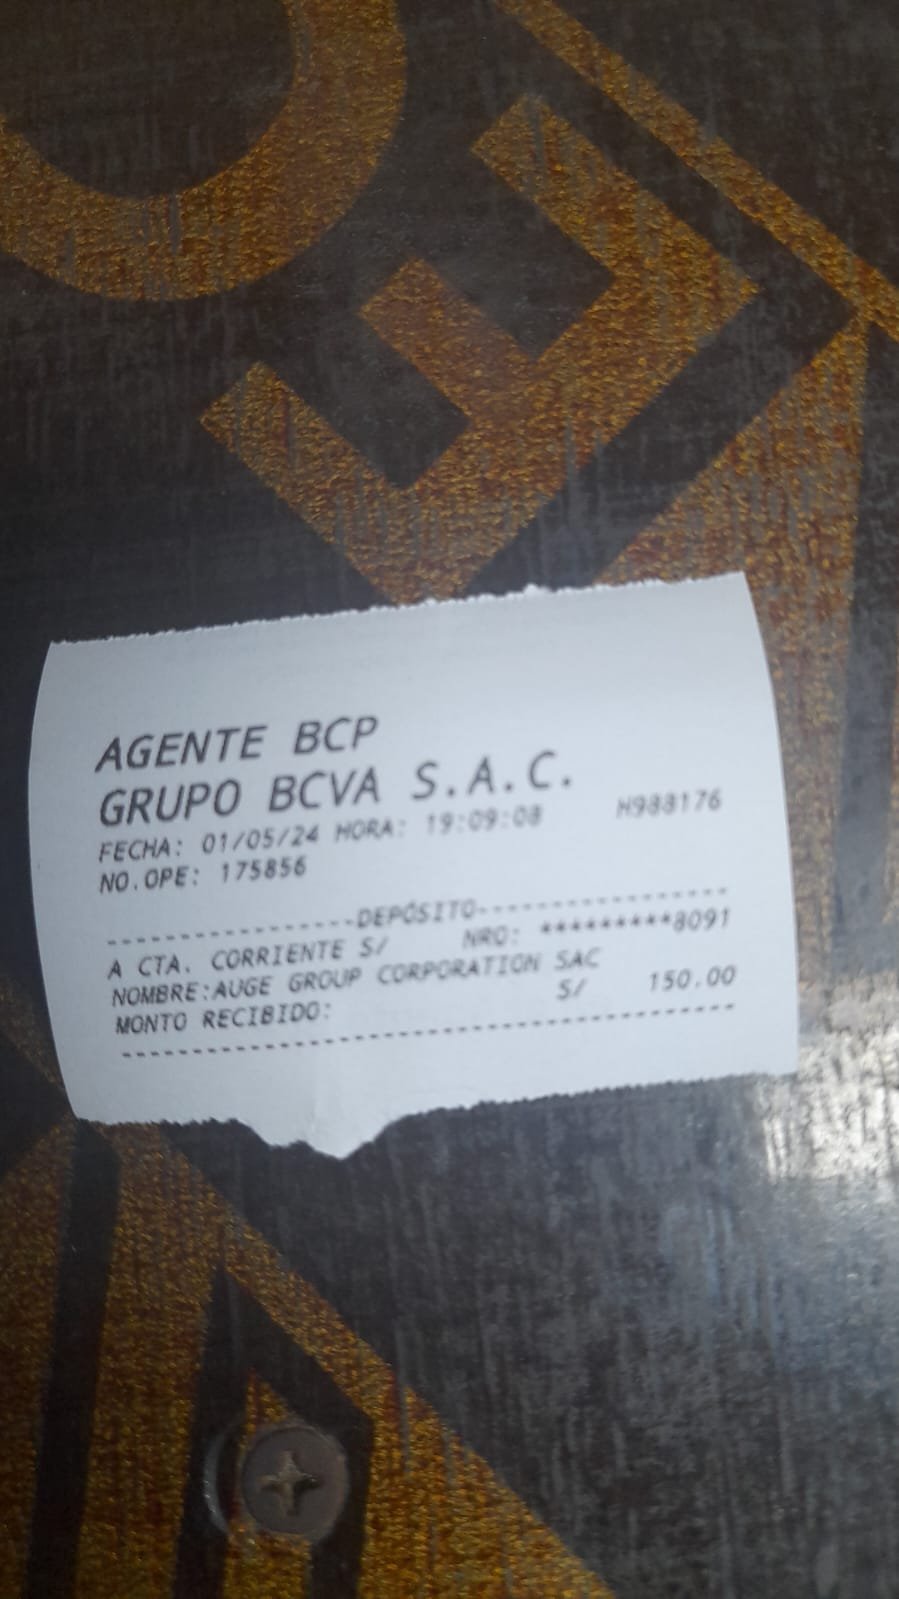 AGENTE BCP
GRUPO BCVA S.A.C.
FECHA: 01/05/24 HORA: 19:09:08 H988176
NO.OPE: 175856
-----------------DEPÓSITO-----------------
A CTA. CORRIENTE S/ NRO: *********8091
NOMBRE:AUGE GROUP CORPORATION SAC
MONTO RECIBIDO: S/ 150.00
------------------------------------------